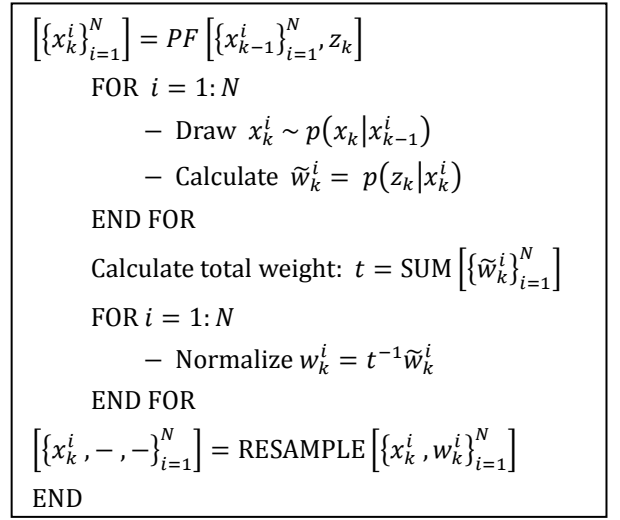 [{x_k^i}_{i=1}^N] = PF [{x_{k-1}^i}_{i=1}^N, z_k]
FOR i = 1: N
− Draw x_k^i ~ p(x_k|x_{k-1}^i)
− Calculate w̃_k^i = p(z_k|x_k^i)
END FOR
Calculate total weight: t = SUM [{w̃_k^i}_{i=1}^N]
FOR i = 1: N
− Normalize w_k^i = t^{-1}w̃_k^i
END FOR
[{x_k^i , − , −}_{i=1}^N] = RESAMPLE [{x_k^i , w_k^i}_{i=1}^N]
END